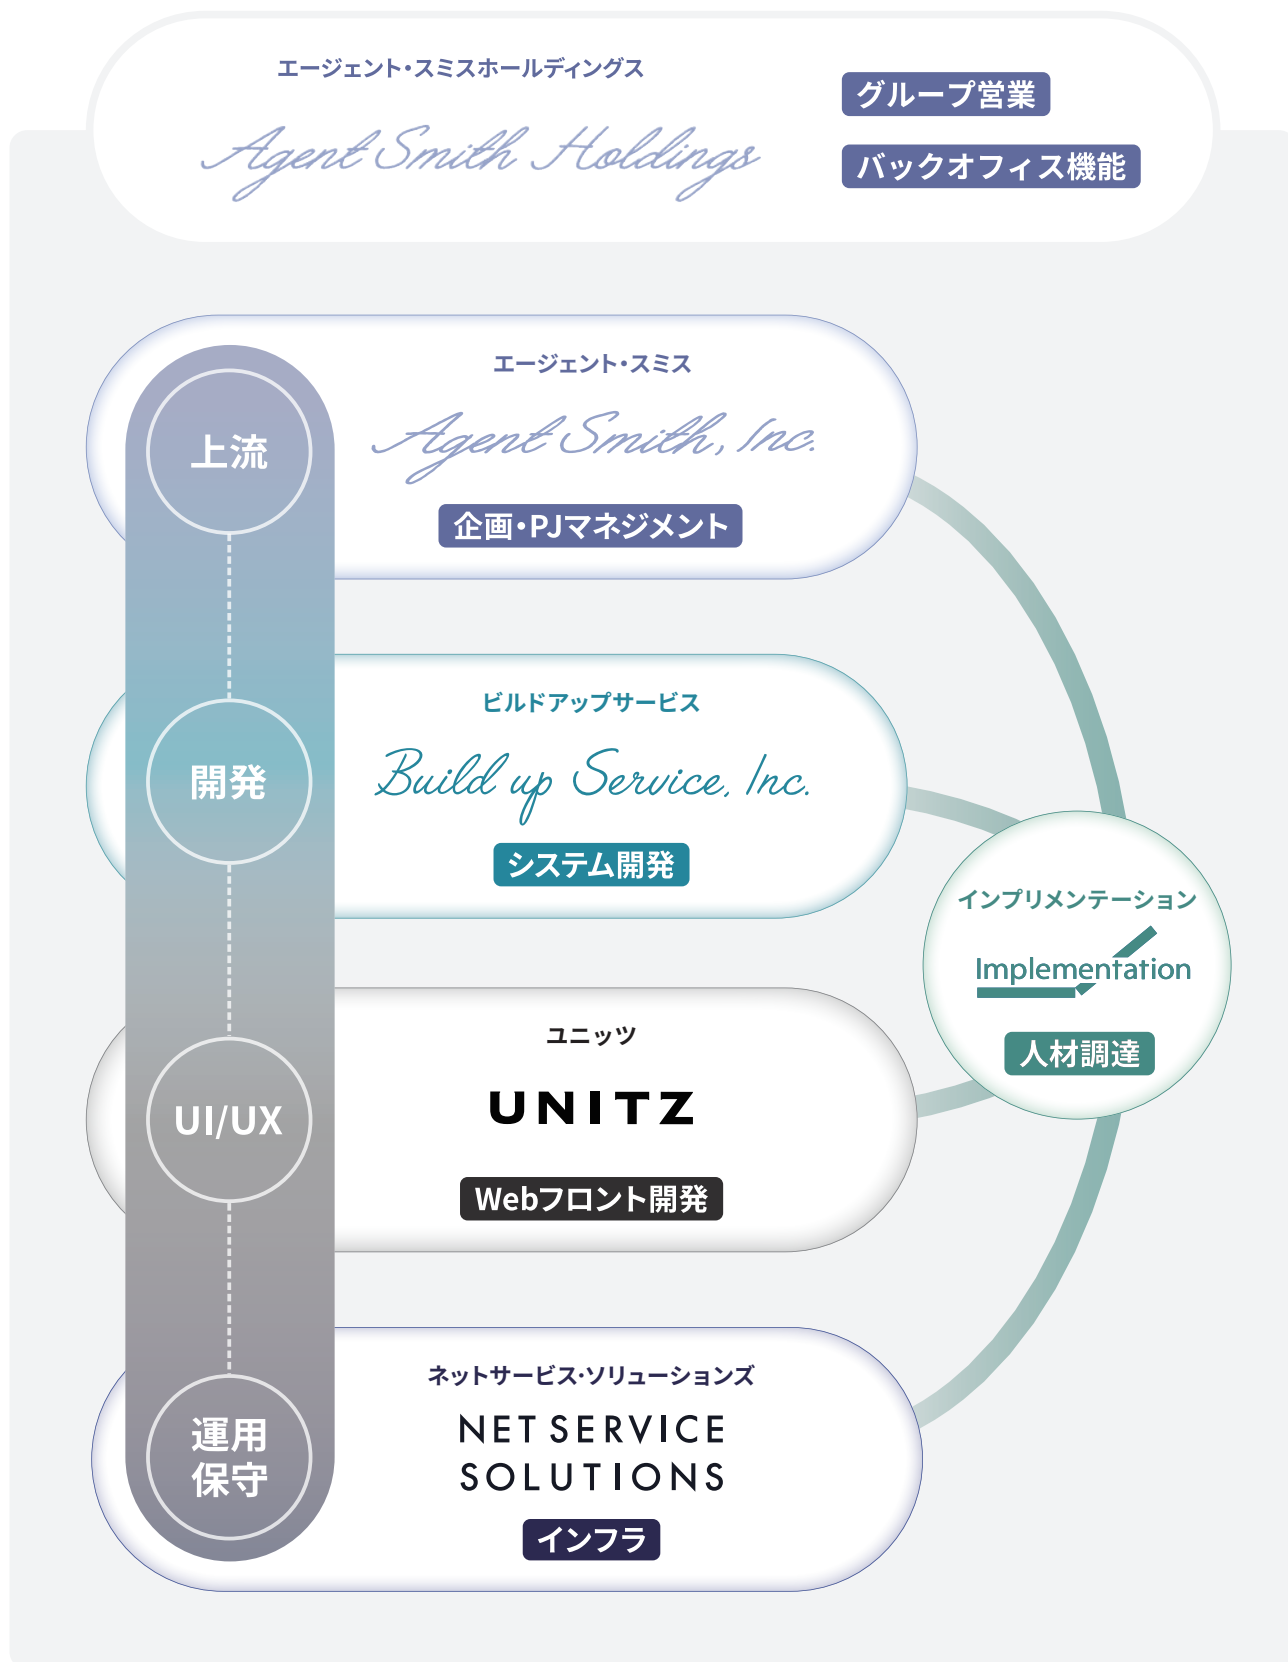 エージェント・スミスホールディングス
Agent Smith Holdings
グループ営業
バックオフィス機能
上流
エージェント・スミス
Agent Smith, Inc.
企画・PJマネジメント
開発
ビルドアップサービス
Build up Service, Inc.
システム開発
インプリメンテーション
Implementation
人材調達
UI/UX
ユニッツ
UNITZ
Webフロント開発
運用
保守
ネットサービス・ソリューションズ
NET SERVICE
SOLUTIONS
インフラ